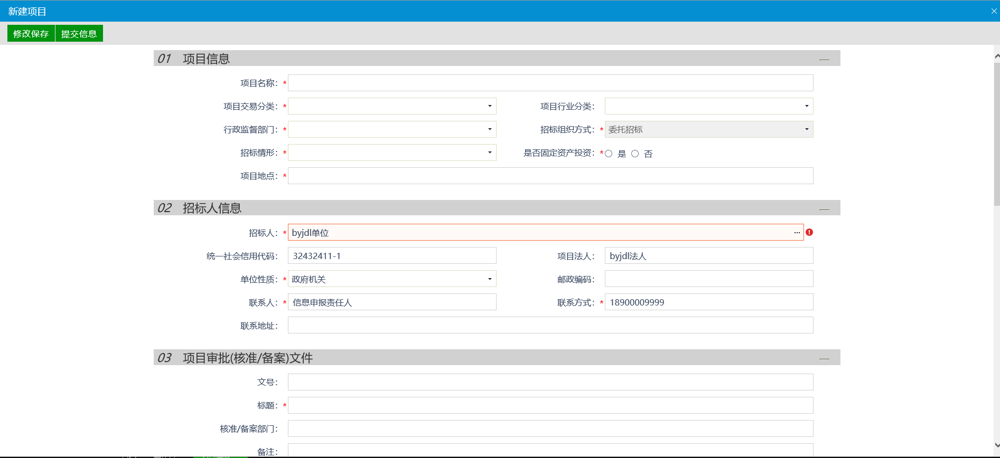 新建项目
修改保存 提交信息
01 项目信息
项目名称：*
项目交易分类：* 项目行业分类：
行政监督部门：* 招标组织方式：* 委托招标
招标情形：* 是否固定资产投资：* 是 否
项目地点：*
02 招标人信息
招标人：* byjdl单位 ...
统一社会信用代码： 32432411-1 项目法人： byjdl法人
单位性质：* 政府机关 邮政编码：
联系人：* 信息申报责任人 联系方式：* 18900009999
联系地址：
03 项目审批(核准/备案)文件
文号：
标题：*
核准/备案部门：
备注：